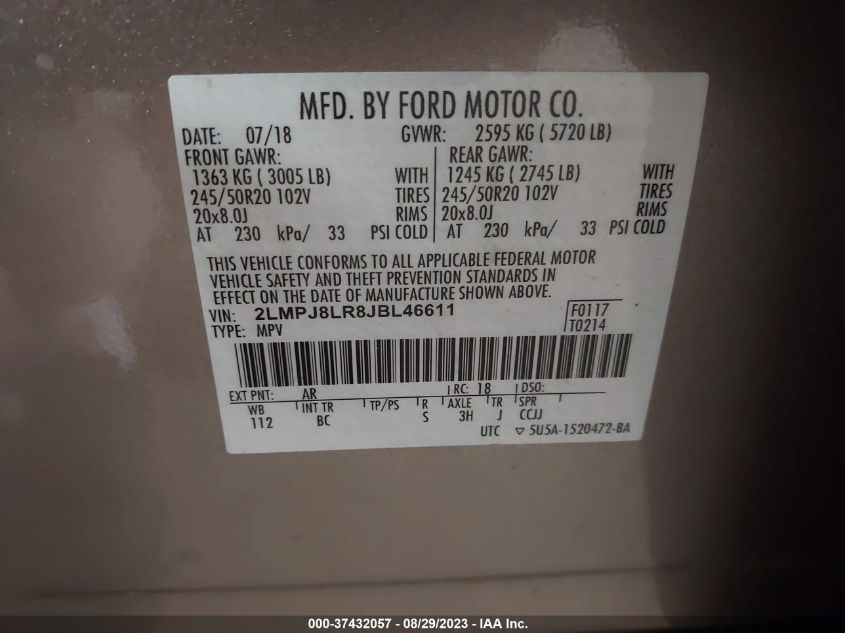 MFD. BY FORD MOTOR CO.
DATE: 07/18 GVWR: 2595 KG ( 5720 LB)
FRONT GAWR: REAR GAWR:
1363 KG ( 3005 LB) WITH 1245 KG ( 2745 LB) WITH
245/50R20 102V TIRES 245/50R20 102V TIRES
20x8.0J RIMS 20x8.0J RIMS
AT 230 kPa/ 33 PSI COLD AT 230 kPa/ 33 PSI COLD
THIS VEHICLE CONFORMS TO ALL APPLICABLE FEDERAL MOTOR
VEHICLE SAFETY AND THEFT PREVENTION STANDARDS IN
EFFECT ON THE DATE OF MANUFACTURE SHOWN ABOVE.
VIN: 2LMPJ8LR8JBL46611 F0117
TYPE: MPV T0214
EXT PNT: AR RC: 18 DSO:
WB INT TR TP/PS R AXLE TR SPR
112 BC S 3H J CCJJ
UTC ▽ 5U5A-1520472-BA
000-37432057 - 08/29/2023 - IAA Inc.